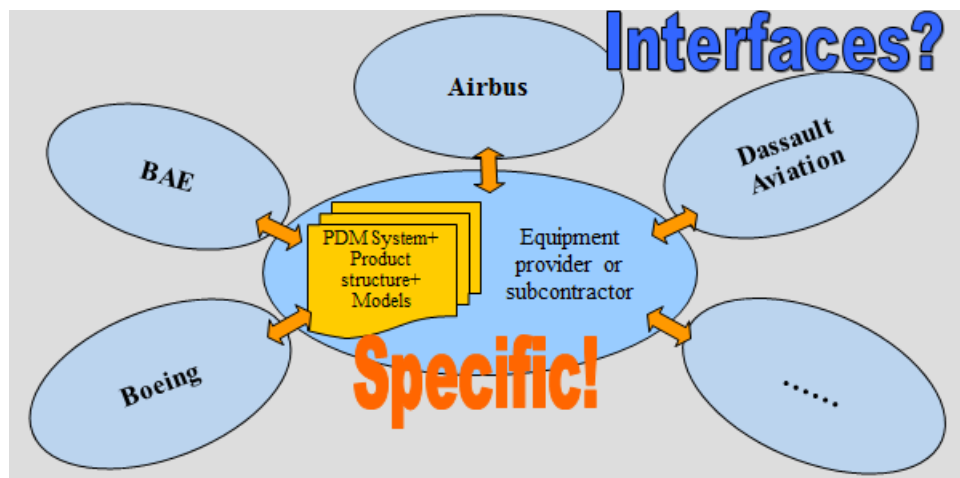 Interfaces?
Airbus
BAE
Dassault
Aviation
PDM System+
Product
structure+
Models
Equipment
provider or
subcontractor
Specific!
Boeing
......